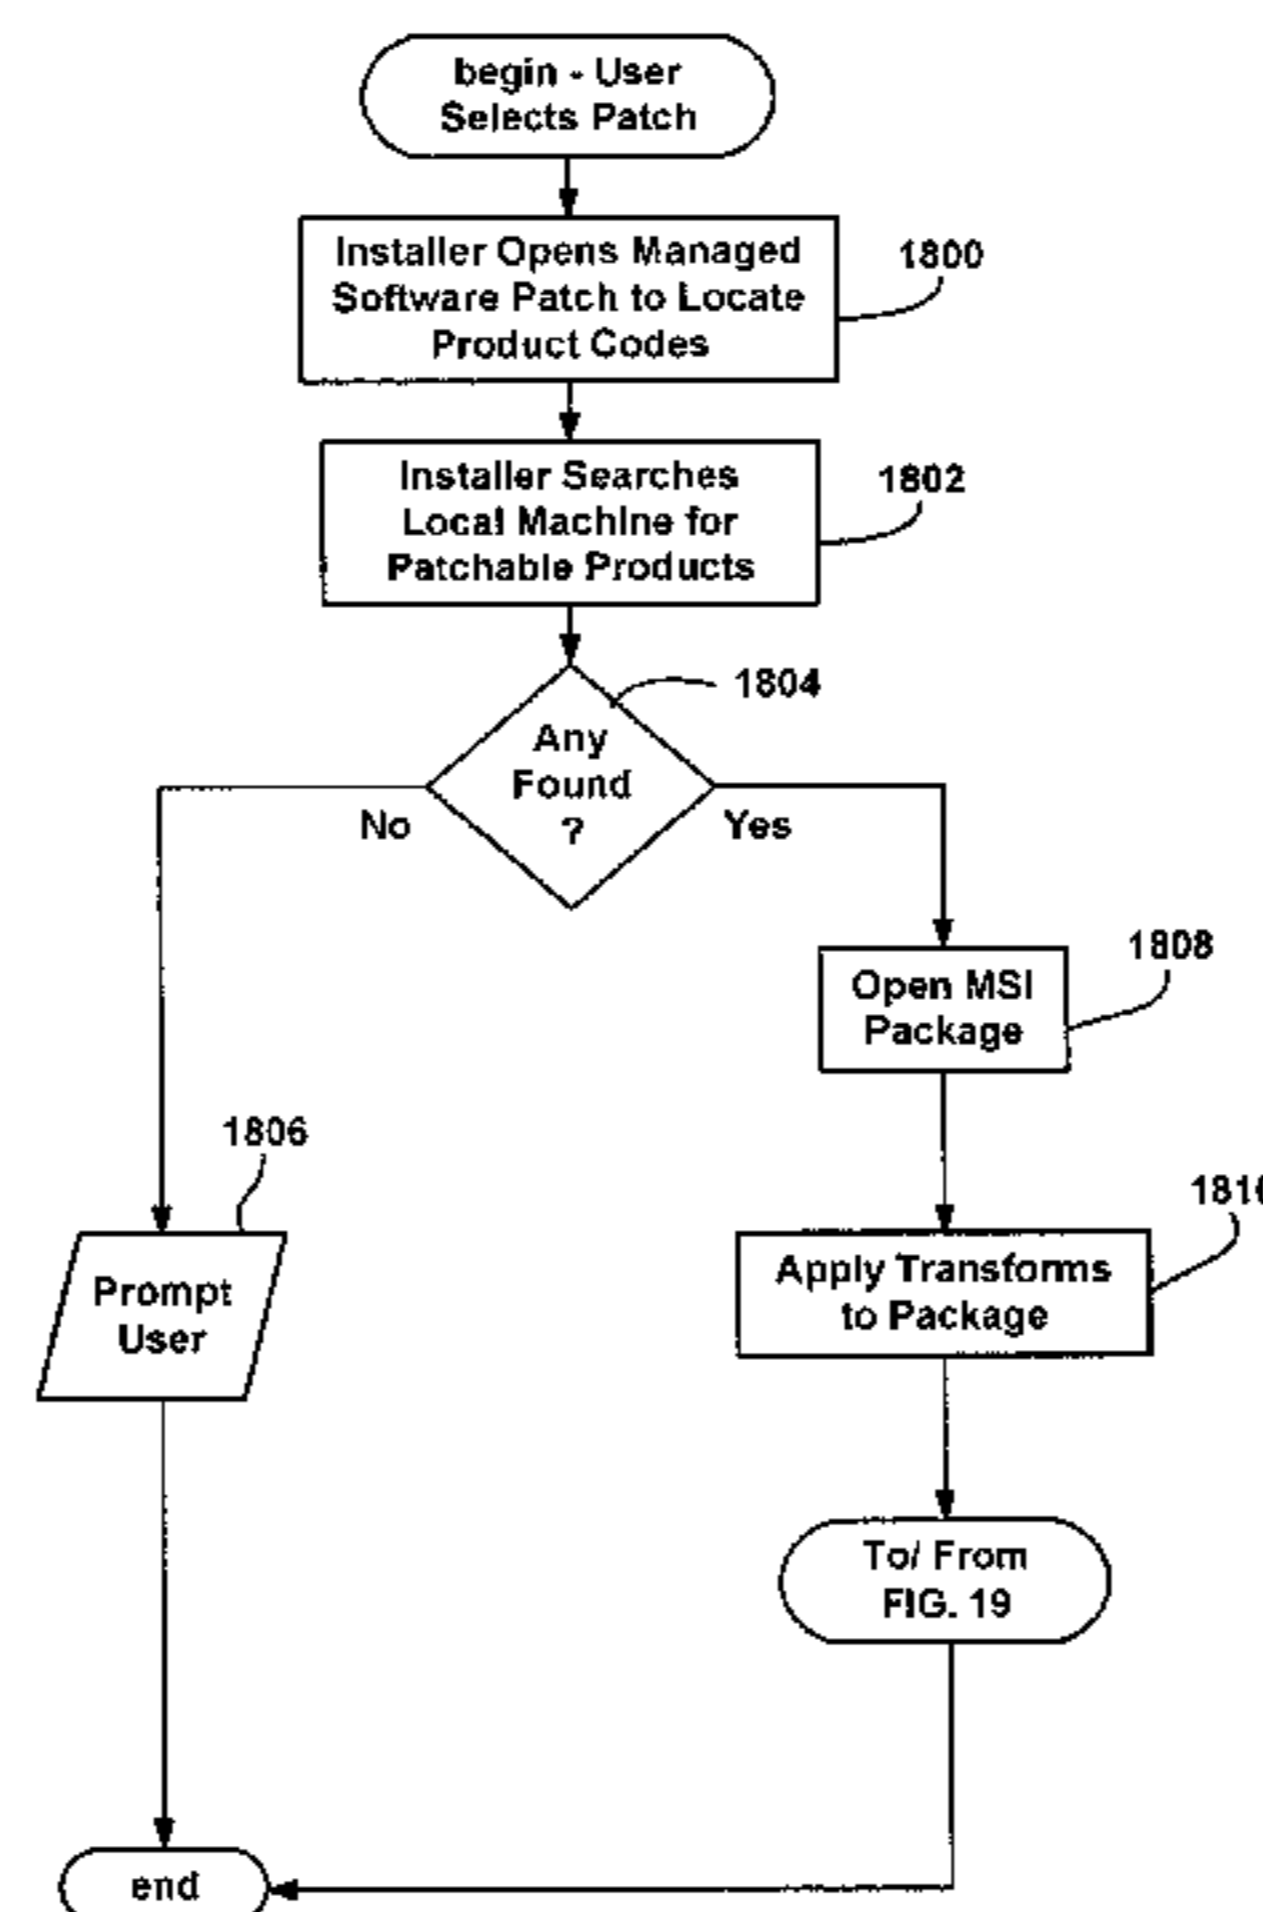 begin - User
Selects Patch
Installer Opens Managed
Software Patch to Locate
Product Codes
1800
Installer Searches
Local Machine for
Patchable Products
1802
1804
Any
Found
?
No
Yes
Open MSI
Package
1808
1806
Prompt
User
Apply Transforms
to Package
1810
To/ From
FIG. 19
end